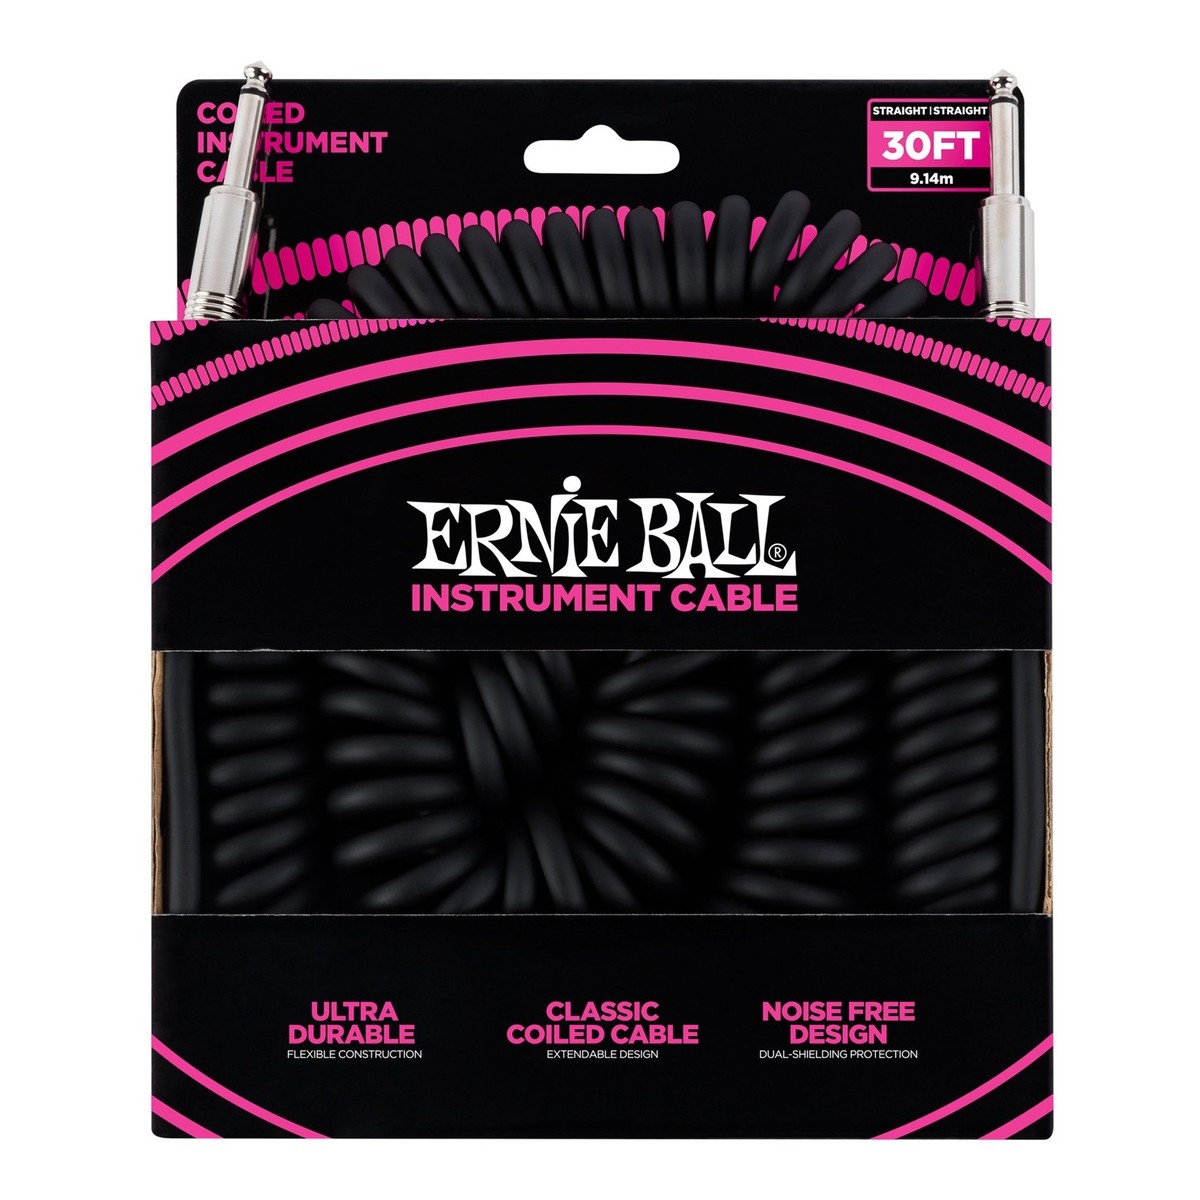 COILED
INSTRUMENT
CABLE
STRAIGHT | STRAIGHT
30FT
9.14m
ERNIE BALL®
INSTRUMENT CABLE
ULTRA
DURABLE
FLEXIBLE CONSTRUCTION
CLASSIC
COILED CABLE
EXTENDABLE DESIGN
NOISE FREE
DESIGN
DUAL-SHIELDING PROTECTION